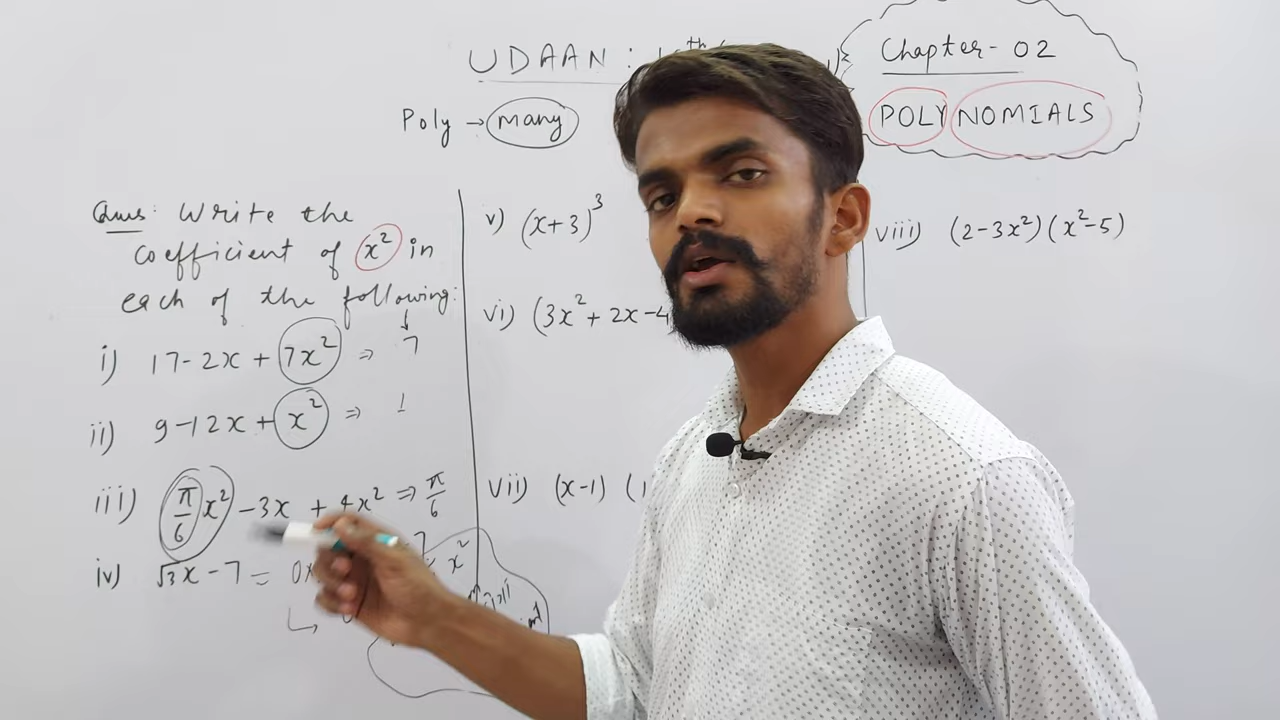 UDAAN :
Chapter- 02
POLYNOMIALS
Poly → many
Ques: Write the
coefficient of x² in
each of the following:
i) 17-2x + 7x² ⇒ 7
ii) 9-12x + x² ⇒ 1
iii) π/6 x² -3x + 4x² ⇒ π/6
iv) √3x - 7 =
x²
v) (x+3)³
vi) (3x² + 2x-4
vii) (x-1) (
viii) (2-3x²)(x²-5)